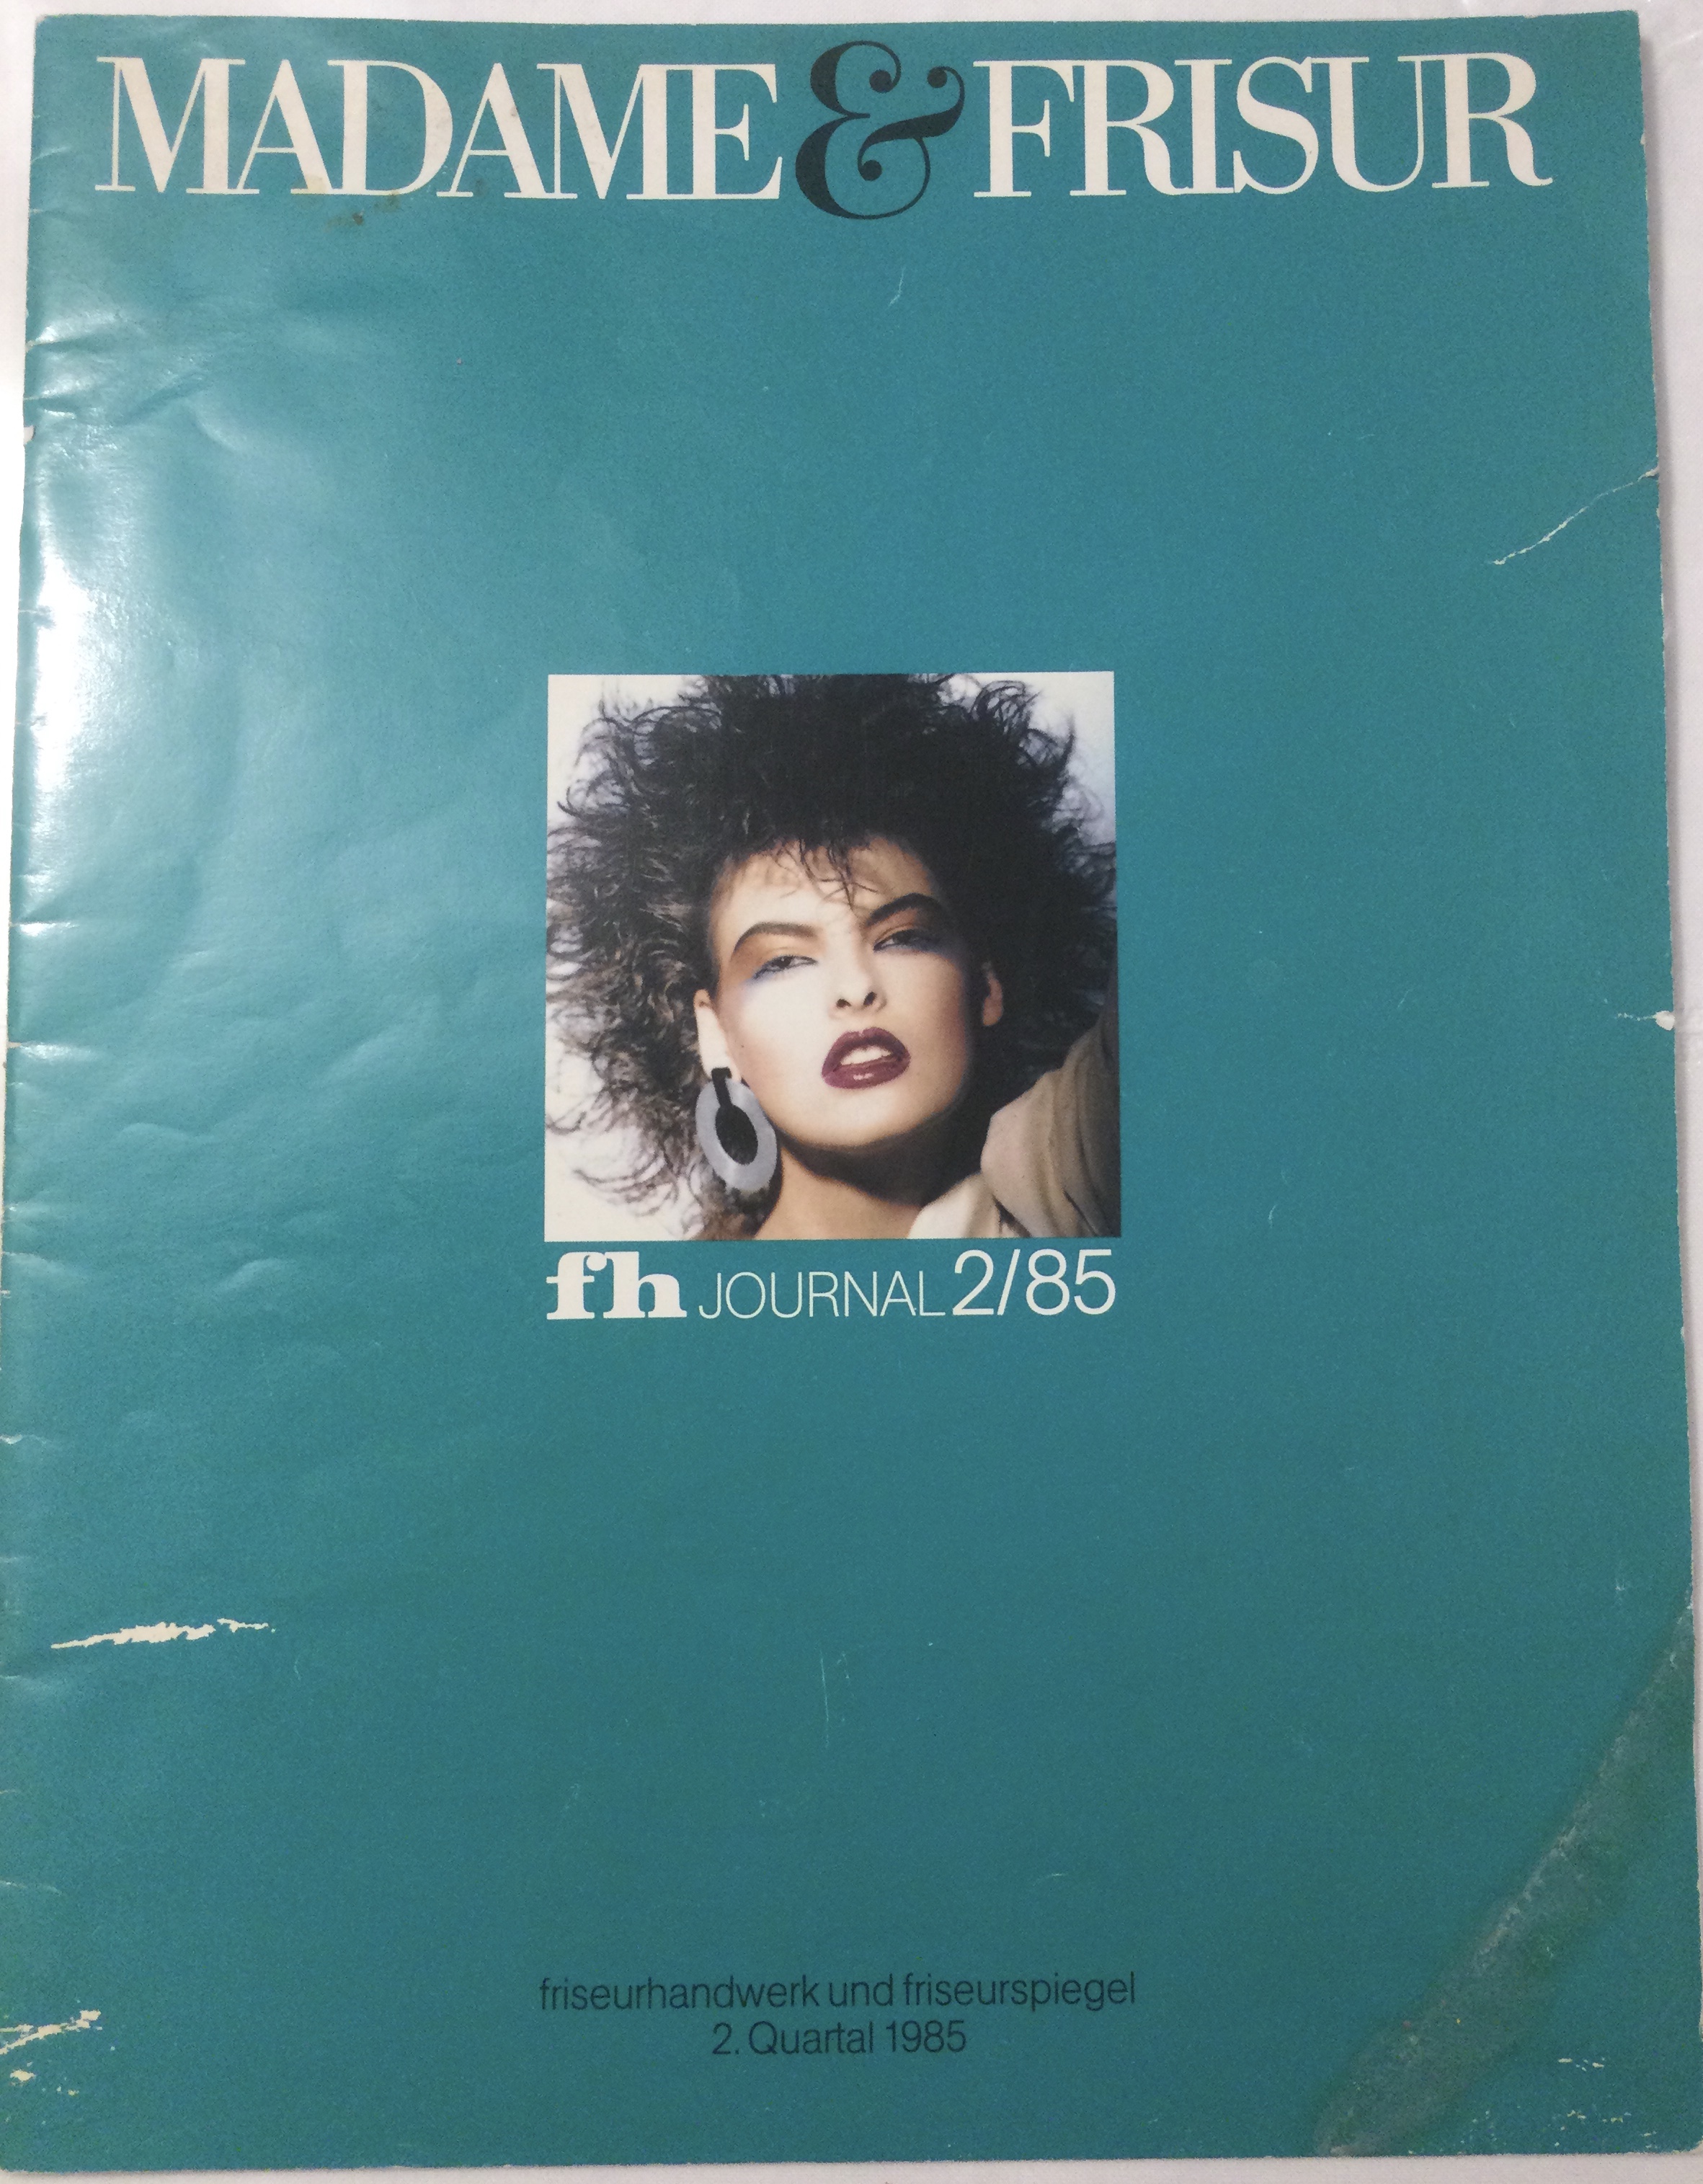 MADAME & FRISUR
fh JOURNAL 2/85
friseurhandwerk und friseurspiegel
2. Quartal 1985